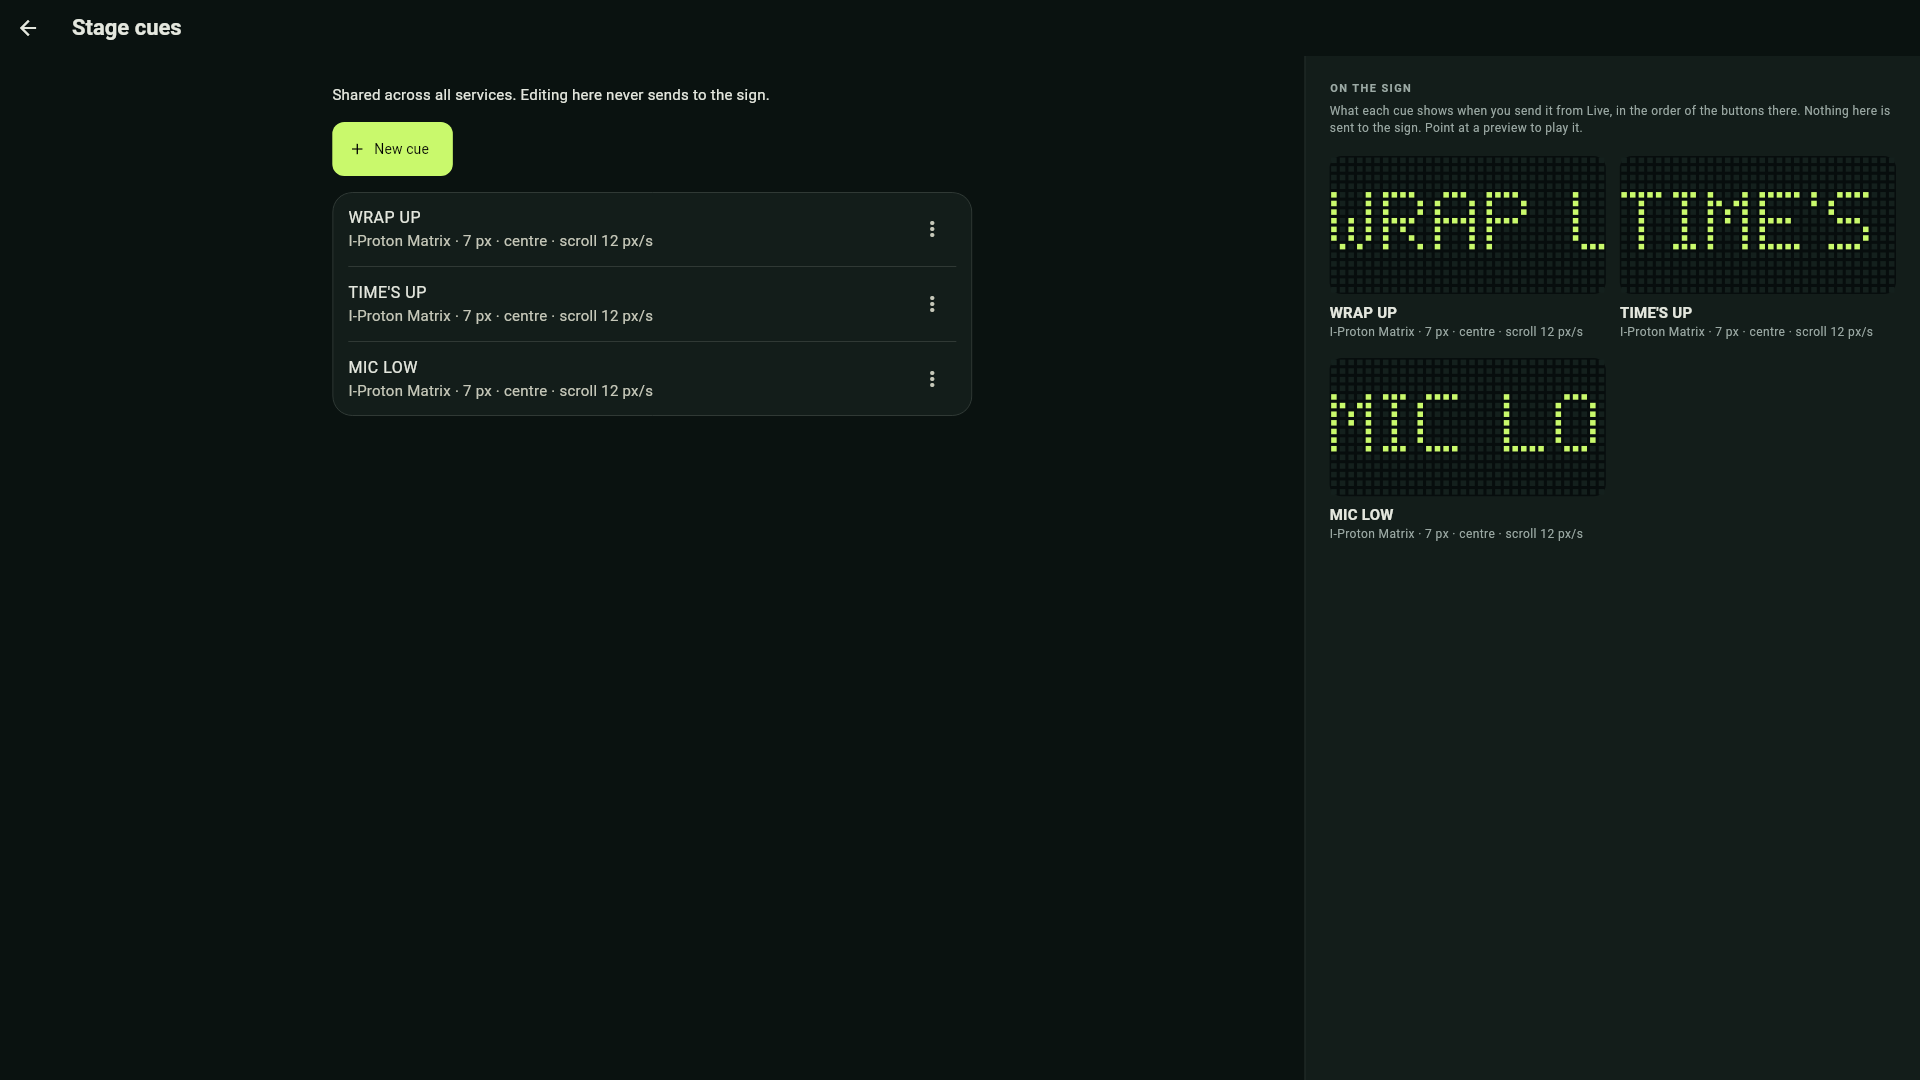 Stage cues
Shared across all services. Editing here never sends to the sign.
New cue
WRAP UP
I-Proton Matrix · 7 px · centre · scroll 12 px/s
TIME'S UP
I-Proton Matrix · 7 px · centre · scroll 12 px/s
MIC LOW
I-Proton Matrix · 7 px · centre · scroll 12 px/s
ON THE SIGN
What each cue shows when you send it from Live, in the order of the buttons there. Nothing here is
sent to the sign. Point at a preview to play it.
WRAP U
TIME'S
WRAP UP
I-Proton Matrix · 7 px · centre · scroll 12 px/s
TIME'S UP
I-Proton Matrix · 7 px · centre · scroll 12 px/s
MIC LO
MIC LOW
I-Proton Matrix · 7 px · centre · scroll 12 px/s